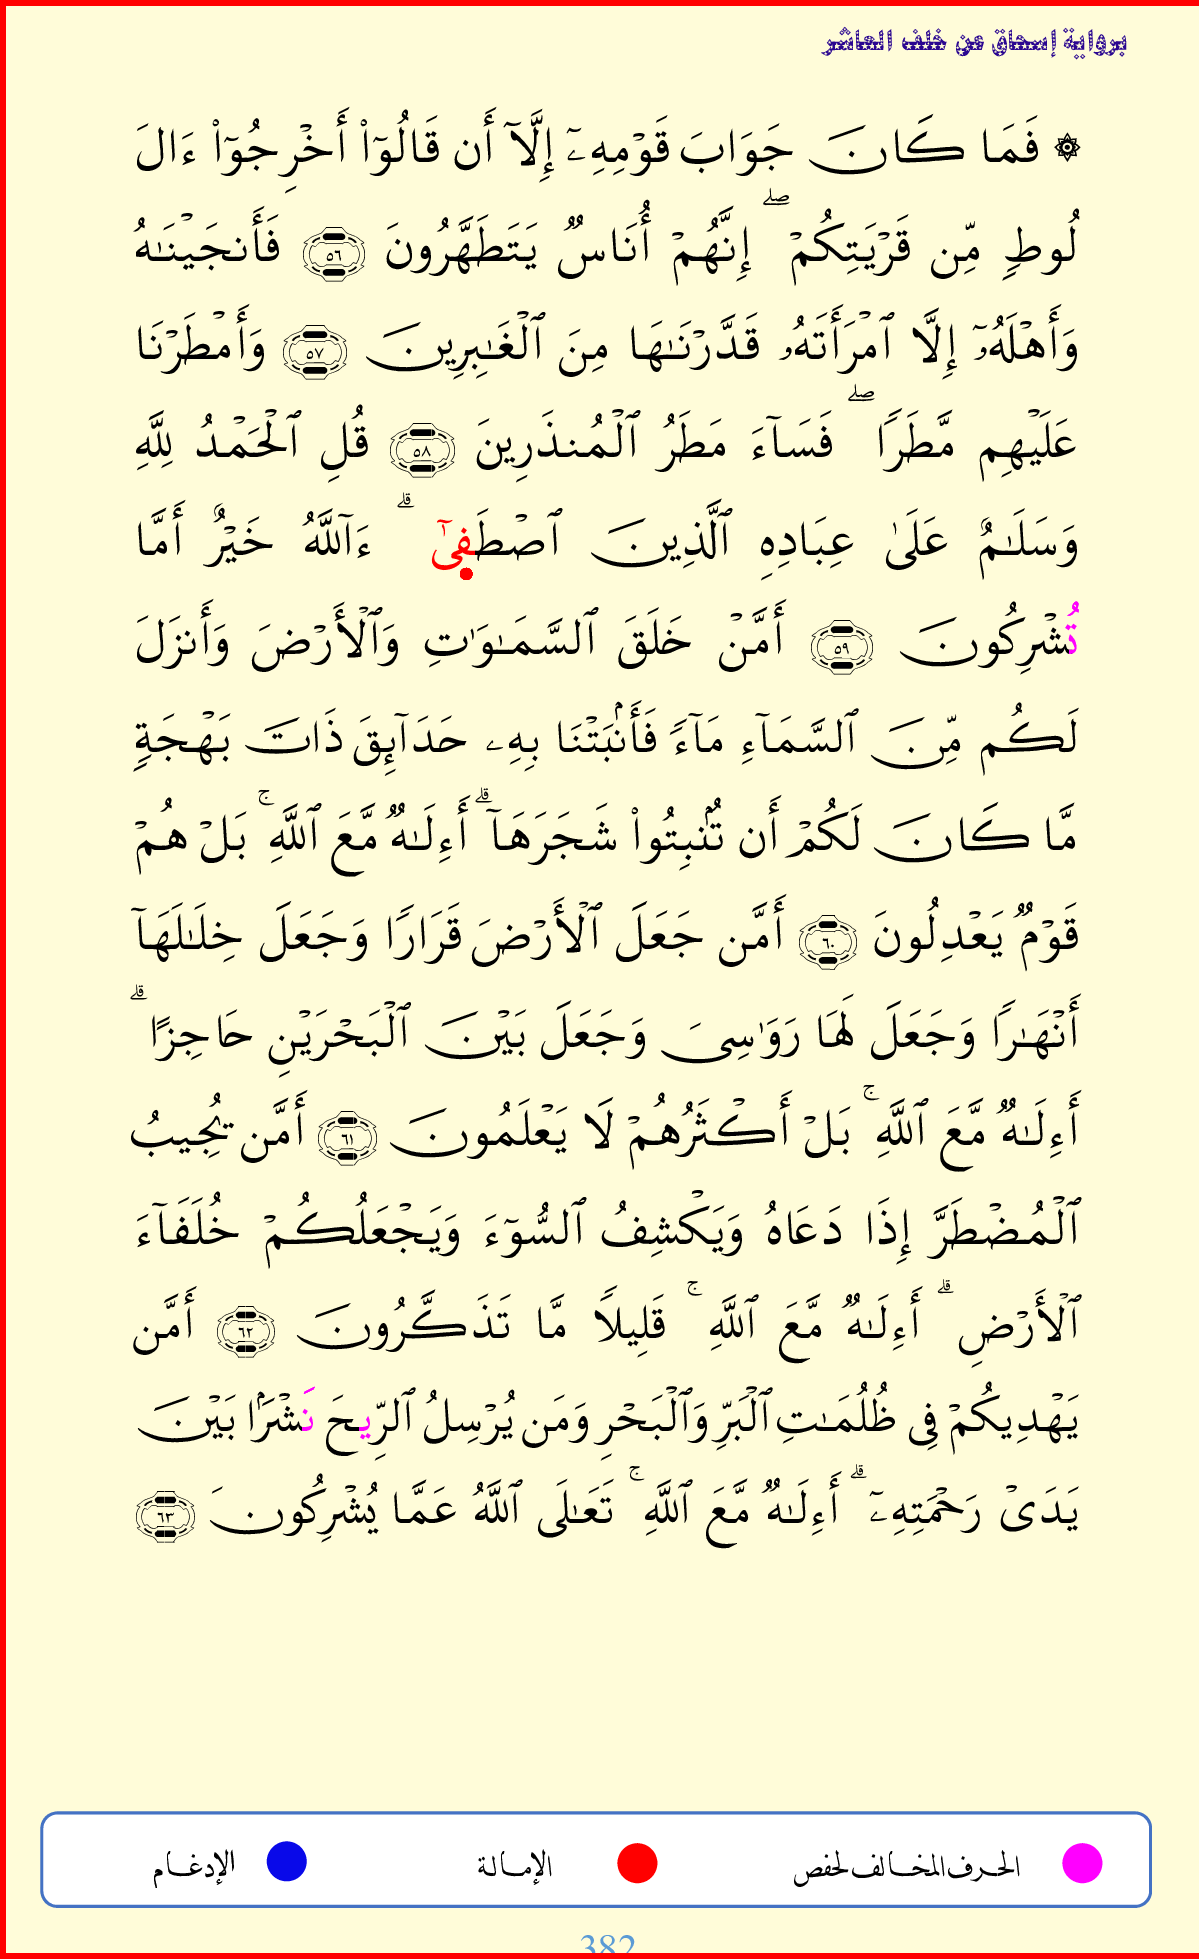 برواية إسحاق عن خلف العاشر
۞ فَمَا كَانَ جَوَابَ قَوْمِهِۦٓ إِلَّآ أَن قَالُوٓا۟ أَخْرِجُوٓا۟ ءَالَ
لُوطٍ مِّن قَرْيَتِكُمْ ۖ إِنَّهُمْ أُنَاسٌ يَتَطَهَّرُونَ ٥٦ فَأَنجَيْنَـٰهُ
وَأَهْلَهُۥٓ إِلَّا ٱمْرَأَتَهُۥ قَدَّرْنَـٰهَا مِنَ ٱلْغَـٰبِرِينَ ٥٧ وَأَمْطَرْنَا
عَلَيْهِم مَّطَرًا ۖ فَسَآءَ مَطَرُ ٱلْمُنذَرِينَ ٥٨ قُلِ ٱلْحَمْدُ لِلَّهِ
وَسَلَـٰمٌ عَلَىٰ عِبَادِهِ ٱلَّذِينَ ٱصْطَفِىٓ ۗ ءَآللَّهُ خَيْرٌ أَمَّا
تُشْرِكُونَ ٥٩ أَمَّنْ خَلَقَ ٱلسَّمَـٰوَٰتِ وَٱلْأَرْضَ وَأَنزَلَ
لَكُم مِّنَ ٱلسَّمَآءِ مَآءً فَأَنۢبَتْنَا بِهِۦ حَدَآئِقَ ذَاتَ بَهْجَةٍ
مَّا كَانَ لَكُمْ أَن تُنۢبِتُوا۟ شَجَرَهَآ ۗ أَءِلَـٰهٌ مَّعَ ٱللَّهِ ۚ بَلْ هُمْ
قَوْمٌ يَعْدِلُونَ ٦٠ أَمَّن جَعَلَ ٱلْأَرْضَ قَرَارًا وَجَعَلَ خِلَـٰلَهَآ
أَنْهَـٰرًا وَجَعَلَ لَهَا رَوَٰسِىَ وَجَعَلَ بَيْنَ ٱلْبَحْرَيْنِ حَاجِزًا ۗ
أَءِلَـٰهٌ مَّعَ ٱللَّهِ ۚ بَلْ أَكْثَرُهُمْ لَا يَعْلَمُونَ ٦١ أَمَّن يُجِيبُ
ٱلْمُضْطَرَّ إِذَا دَعَاهُ وَيَكْشِفُ ٱلسُّوٓءَ وَيَجْعَلُكُمْ خُلَفَآءَ
ٱلْأَرْضِ ۗ أَءِلَـٰهٌ مَّعَ ٱللَّهِ ۚ قَلِيلًا مَّا تَذَكَّرُونَ ٦٢ أَمَّن
يَهْدِيكُمْ فِى ظُلُمَـٰتِ ٱلْبَرِّ وَٱلْبَحْرِ وَمَن يُرْسِلُ ٱلرِّيحَ نَشْرًۢا بَيْنَ
يَدَىْ رَحْمَتِهِۦٓ ۗ أَءِلَـٰهٌ مَّعَ ٱللَّهِ ۚ تَعَـٰلَى ٱللَّهُ عَمَّا يُشْرِكُونَ ٦٣
الحرف المخالف لحفص الإمالة الإدغام
382